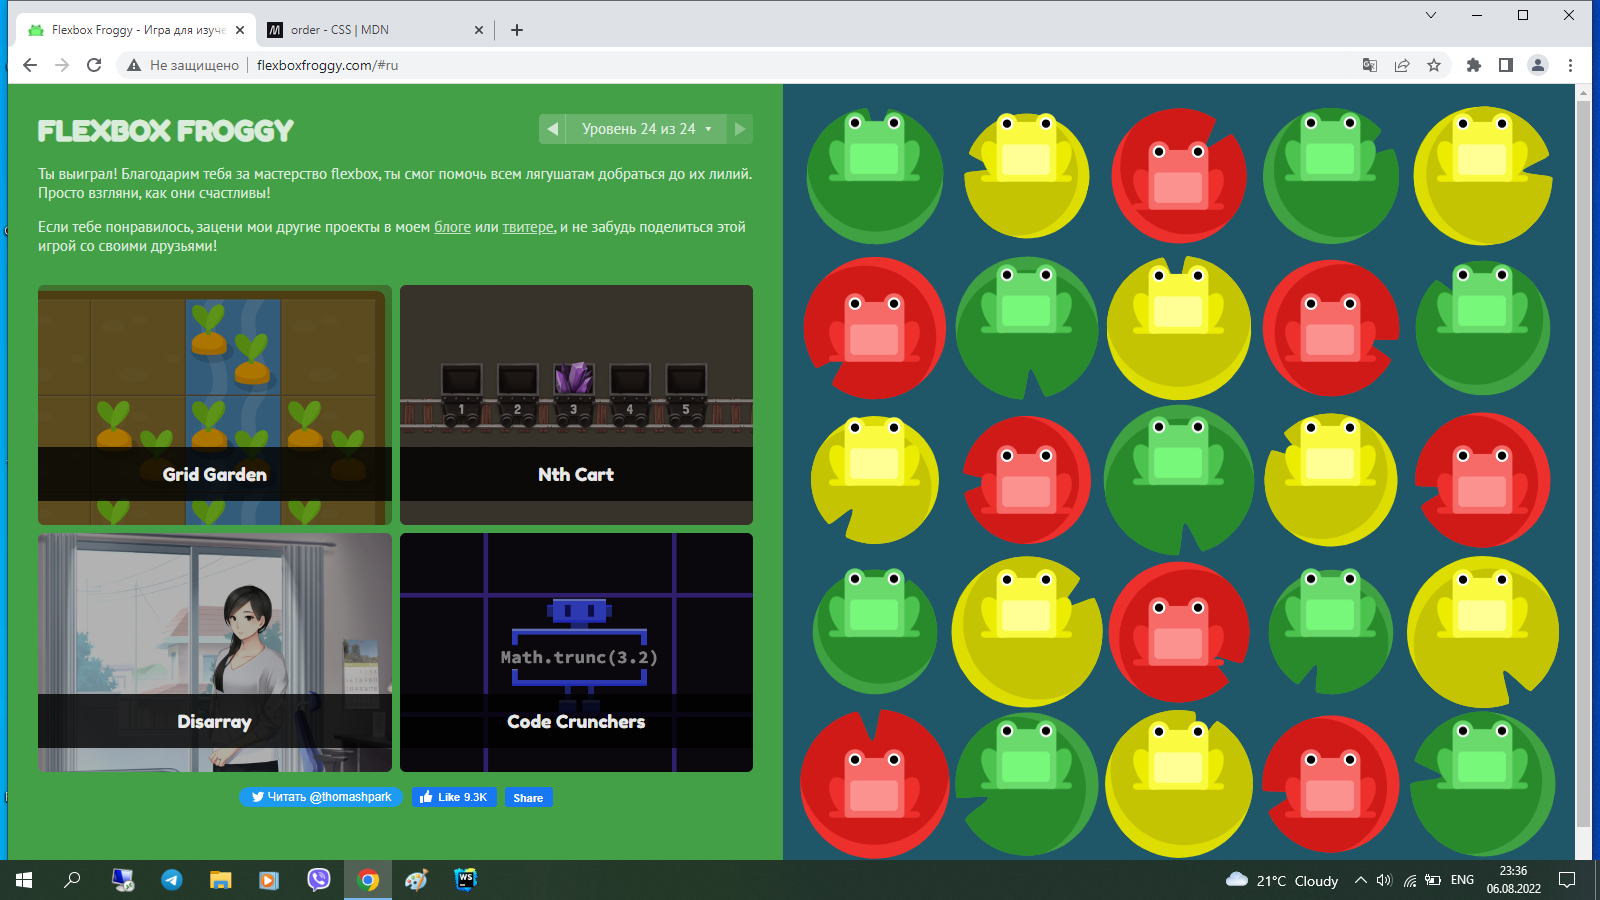 Flexbox Froggy - Игра для изуче
order - CSS | MDN
Не защищено
flexboxfroggy.com/#ru
FLEXBOX FROGGY
Уровень 24 из 24
Ты выиграл! Благодарим тебя за мастерство flexbox, ты смог помочь всем лягушатам добраться до их лилий.
Просто взгляни, как они счастливы!
Если тебе понравилось, зацени мои другие проекты в моем блоге или твитере, и не забудь поделиться этой
игрой со своими друзьями!
1 2 3 4 5
Grid Garden
Nth Cart
Math.trunc(3.2)
Disarray
Code Crunchers
Читать @thomashpark
Like 9.3K
Share
WS
21°C Cloudy
ENG
23:36
06.08.2022